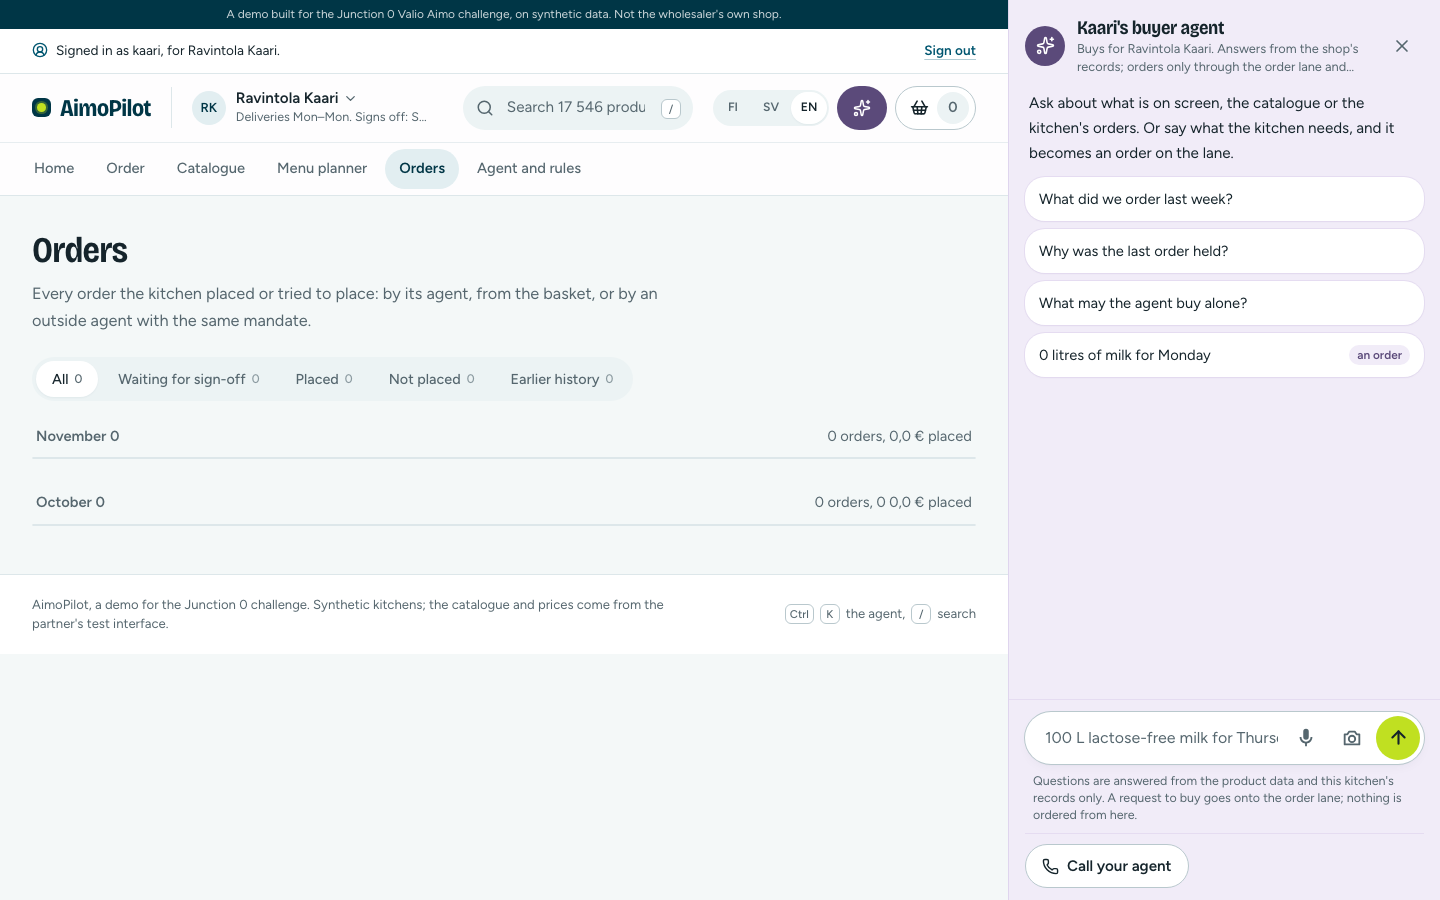 A demo built for the Junction 0 Valio Aimo challenge, on synthetic data. Not the wholesaler's own shop.
Signed in as kaari, for Ravintola Kaari.
Sign out
AimoPilot
RK
Ravintola Kaari
Deliveries Mon–Mon. Signs off: S...
Search 17 546 produ
/
FI
SV
EN
0
Home
Order
Catalogue
Menu planner
Orders
Agent and rules
Orders
Every order the kitchen placed or tried to place: by its agent, from the basket, or by an
outside agent with the same mandate.
All 0
Waiting for sign-off 0
Placed 0
Not placed 0
Earlier history 0
November 0
0 orders, 0,0 € placed
October 0
0 orders, 0 0,0 € placed
AimoPilot, a demo for the Junction 0 challenge. Synthetic kitchens; the catalogue and prices come from the
partner's test interface.
Ctrl K the agent, / search
Kaari's buyer agent
Buys for Ravintola Kaari. Answers from the shop's
records; orders only through the order lane and...
Ask about what is on screen, the catalogue or the
kitchen's orders. Or say what the kitchen needs, and it
becomes an order on the lane.
What did we order last week?
Why was the last order held?
What may the agent buy alone?
0 litres of milk for Monday
an order
100 L lactose-free milk for Thurs
Questions are answered from the product data and this kitchen's
records only. A request to buy goes onto the order lane; nothing is
ordered from here.
Call your agent